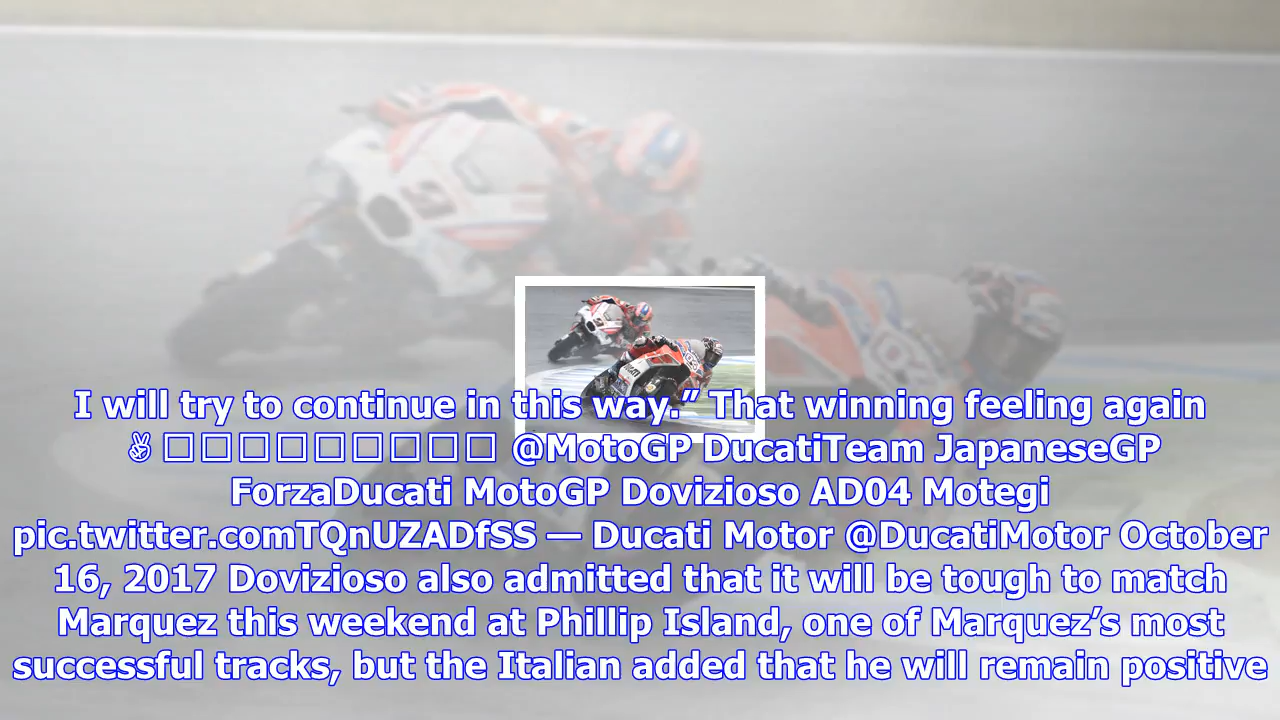 I will try to continue in this way.” That winning feeling again
✌□□□□□□□□□ @MotoGP DucatiTeam JapaneseGP
ForzaDucati MotoGP Dovizioso AD04 Motegi
pic.twitter.comTQnUZADfSS — Ducati Motor @DucatiMotor October
16, 2017 Dovizioso also admitted that it will be tough to match
Marquez this weekend at Phillip Island, one of Marquez’s most
successful tracks, but the Italian added that he will remain positive